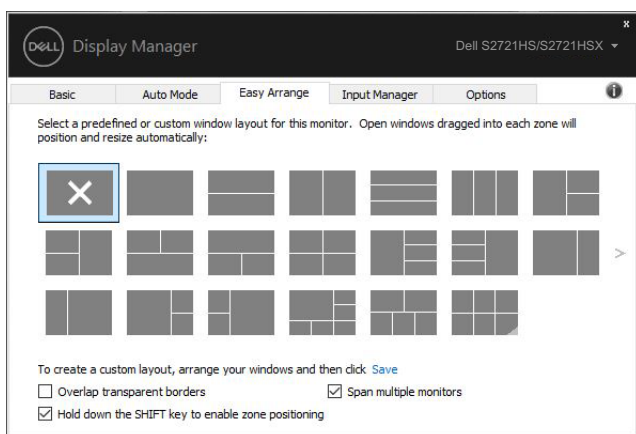 x
DELL Display Manager Dell S2721HS/S2721HSX
Basic Auto Mode Easy Arrange Input Manager Options
Select a predefined or custom window layout for this monitor. Open windows dragged into each zone will
position and resize automatically:
>
To create a custom layout, arrange your windows and then click Save
Overlap transparent borders Span multiple monitors
Hold down the SHIFT key to enable zone positioning